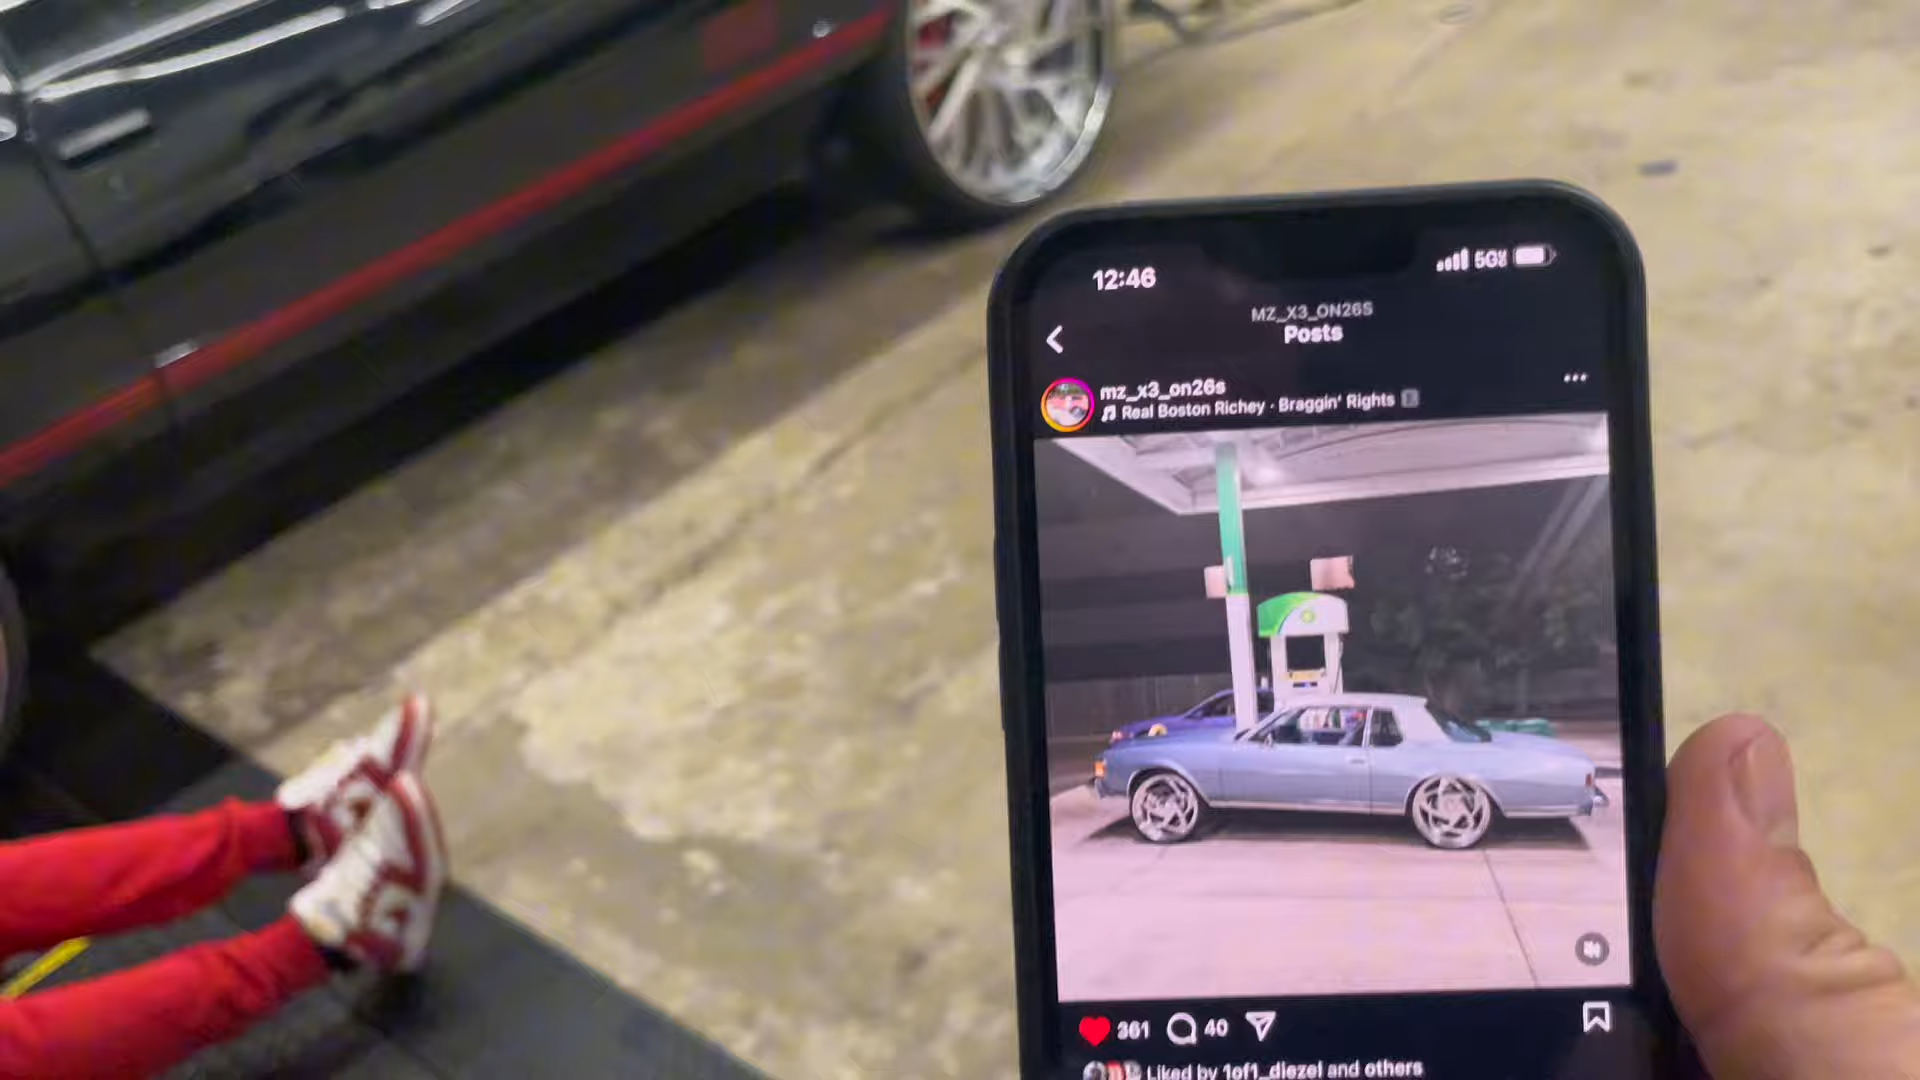 12:46
5G
MZ_X3_ON26S
Posts
mz_x3_on26s
Real Boston Richey · Braggin' Rights
361
40
Liked by 1of1_diezel and others